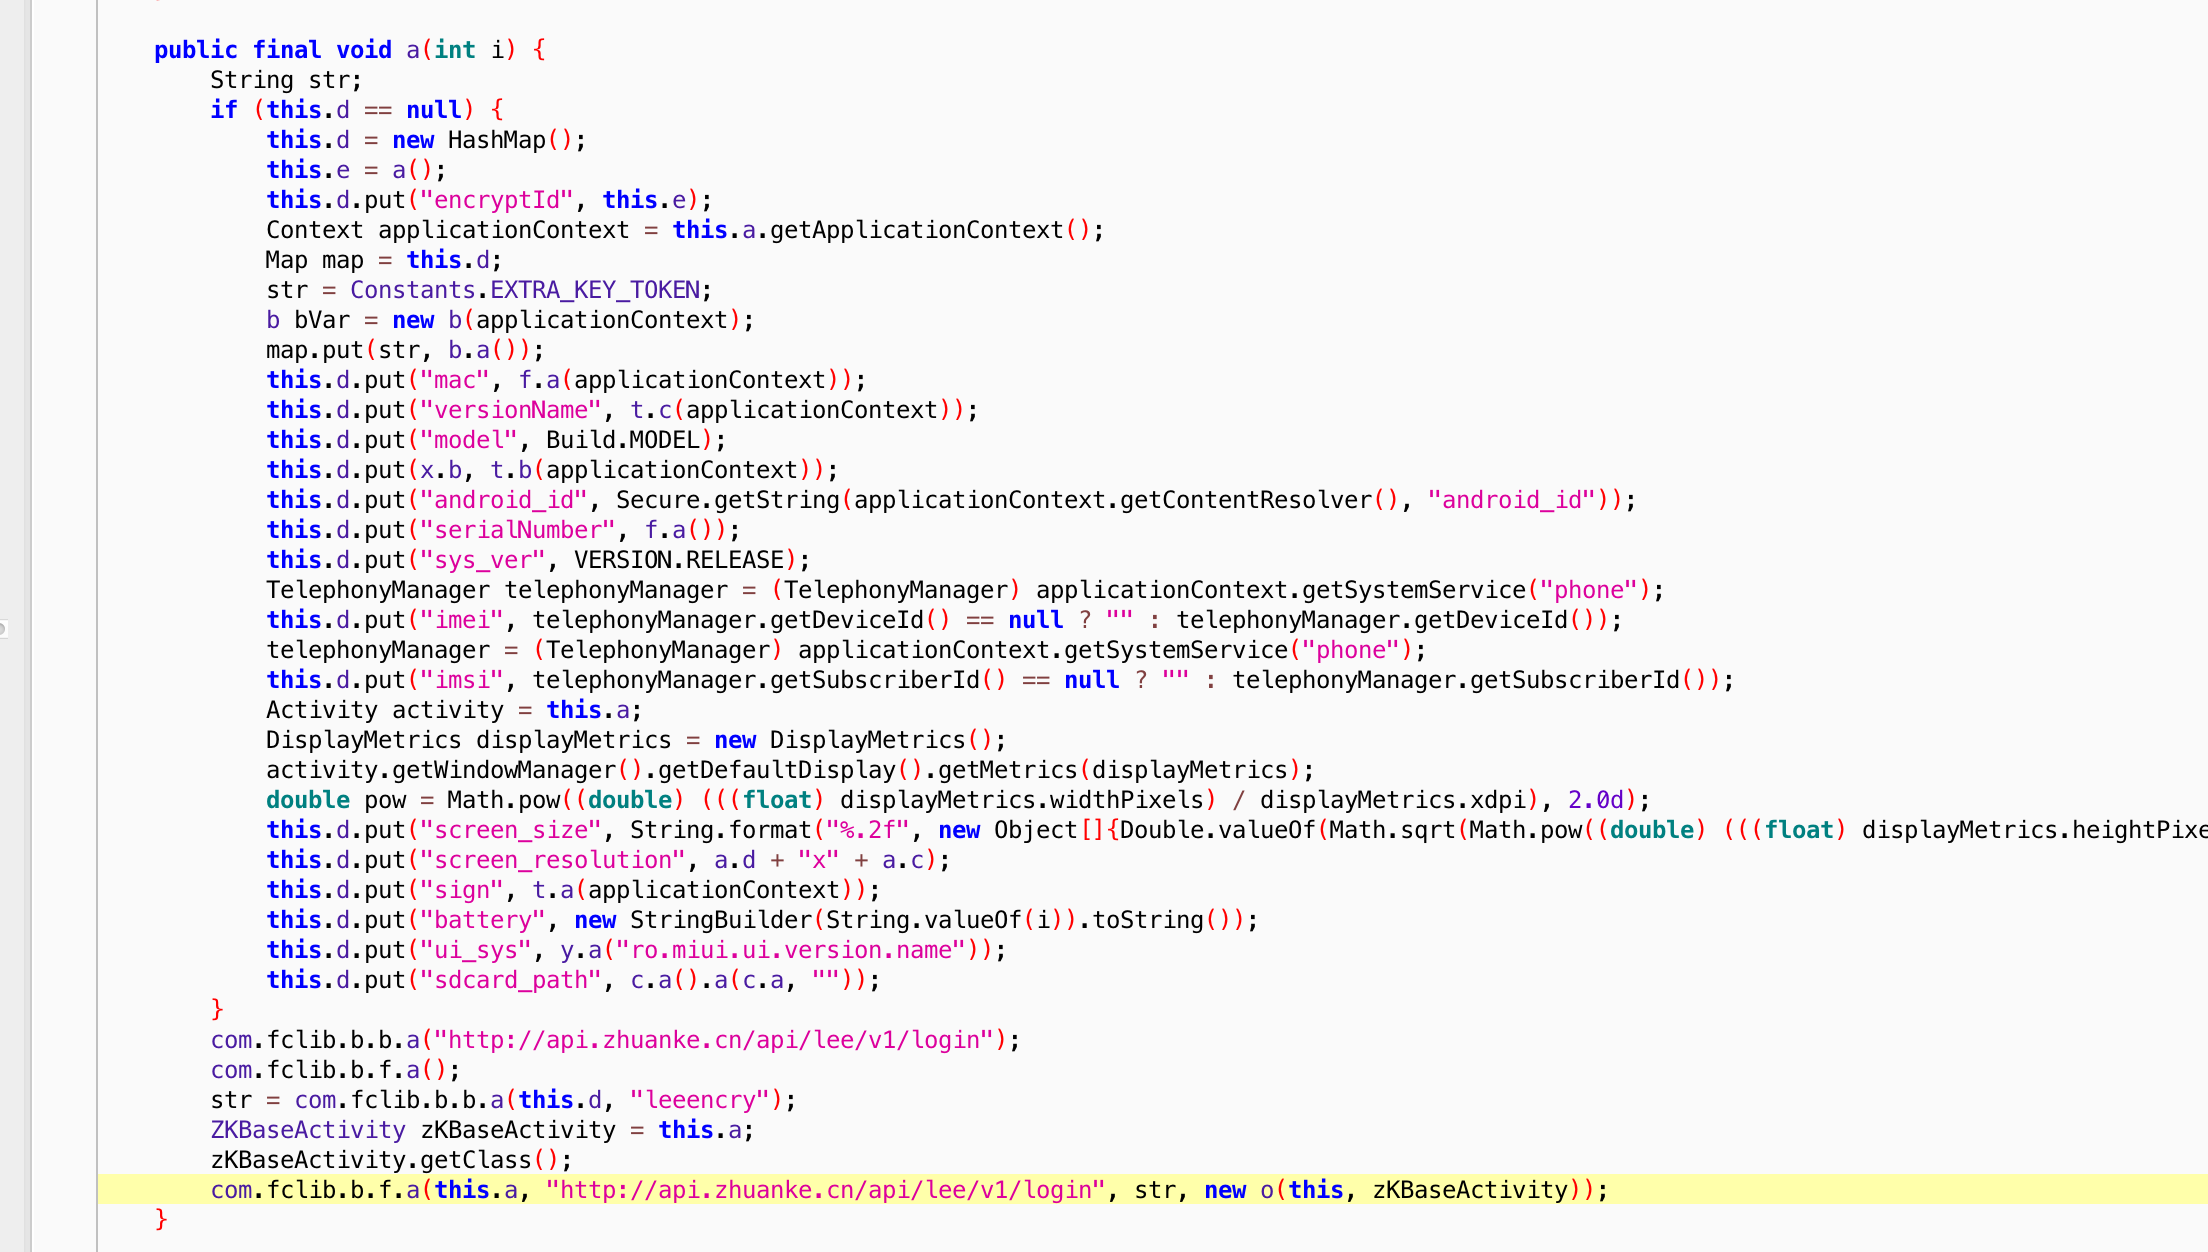 public final void a(int i) {
String str;
if (this.d == null) {
this.d = new HashMap();
this.e = a();
this.d.put("encryptId", this.e);
Context applicationContext = this.a.getApplicationContext();
Map map = this.d;
str = Constants.EXTRA_KEY_TOKEN;
b bVar = new b(applicationContext);
map.put(str, b.a());
this.d.put("mac", f.a(applicationContext));
this.d.put("versionName", t.c(applicationContext));
this.d.put("model", Build.MODEL);
this.d.put(x.b, t.b(applicationContext));
this.d.put("android_id", Secure.getString(applicationContext.getContentResolver(), "android_id"));
this.d.put("serialNumber", f.a());
this.d.put("sys_ver", VERSION.RELEASE);
TelephonyManager telephonyManager = (TelephonyManager) applicationContext.getSystemService("phone");
this.d.put("imei", telephonyManager.getDeviceId() == null ? "" : telephonyManager.getDeviceId());
telephonyManager = (TelephonyManager) applicationContext.getSystemService("phone");
this.d.put("imsi", telephonyManager.getSubscriberId() == null ? "" : telephonyManager.getSubscriberId());
Activity activity = this.a;
DisplayMetrics displayMetrics = new DisplayMetrics();
activity.getWindowManager().getDefaultDisplay().getMetrics(displayMetrics);
double pow = Math.pow((double) (((float) displayMetrics.widthPixels) / displayMetrics.xdpi), 2.0d);
this.d.put("screen_size", String.format("%.2f", new Object[]{Double.valueOf(Math.sqrt(Math.pow((double) (((float) displayMetrics.heightPixe
this.d.put("screen_resolution", a.d + "x" + a.c);
this.d.put("sign", t.a(applicationContext));
this.d.put("battery", new StringBuilder(String.valueOf(i)).toString());
this.d.put("ui_sys", y.a("ro.miui.ui.version.name"));
this.d.put("sdcard_path", c.a().a(c.a, ""));
}
com.fclib.b.b.a("http://api.zhuanke.cn/api/lee/v1/login");
com.fclib.b.f.a();
str = com.fclib.b.b.a(this.d, "leeencry");
ZKBaseActivity zKBaseActivity = this.a;
zKBaseActivity.getClass();
com.fclib.b.f.a(this.a, "http://api.zhuanke.cn/api/lee/v1/login", str, new o(this, zKBaseActivity));
}